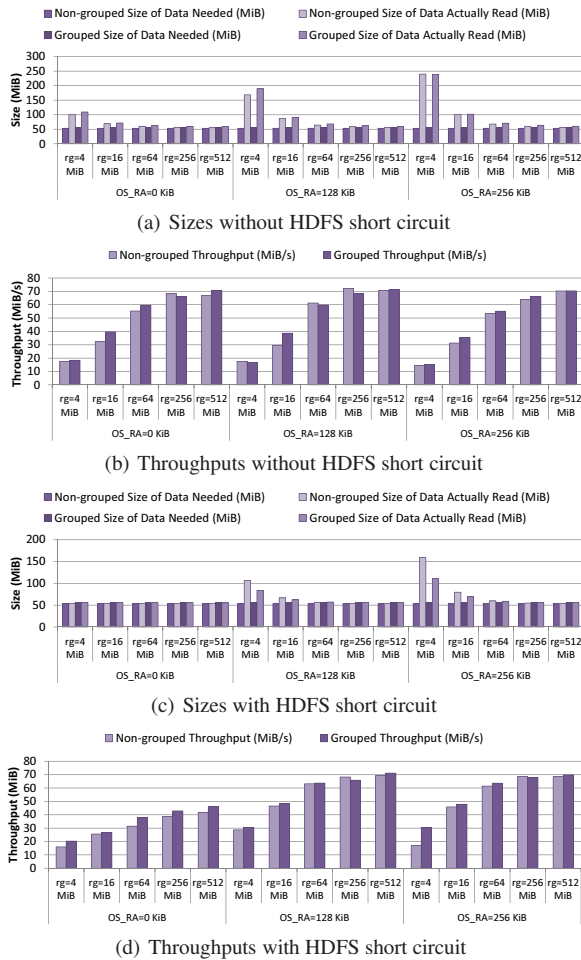 Non-grouped Size of Data Needed (MiB) Non-grouped Size of Data Actually Read (MiB)
Grouped Size of Data Needed (MiB) Grouped Size of Data Actually Read (MiB)
Size (MiB)
300
250
200
150
100
50
0
rg=4 rg=16 rg=64 rg=256 rg=512 rg=4 rg=16 rg=64 rg=256 rg=512 rg=4 rg=16 rg=64 rg=256 rg=512
MiB MiB MiB MiB MiB MiB MiB MiB MiB MiB MiB MiB MiB MiB MiB
OS_RA=0 KiB OS_RA=128 KiB OS_RA=256 KiB
(a) Sizes without HDFS short circuit
Non-grouped Throughput (MiB/s) Grouped Throughput (MiB/s)
Throughput (MiB/s)
80
70
60
50
40
30
20
10
0
rg=4 rg=16 rg=64 rg=256 rg=512 rg=4 rg=16 rg=64 rg=256 rg=512 rg=4 rg=16 rg=64 rg=256 rg=512
MiB MiB MiB MiB MiB MiB MiB MiB MiB MiB MiB MiB MiB MiB MiB
OS_RA=0 KiB OS_RA=128 KiB OS_RA=256 KiB
(b) Throughputs without HDFS short circuit
Non-grouped Size of Data Needed (MiB) Non-grouped Size of Data Actually Read (MiB)
Grouped Size of Data Needed (MiB) Grouped Size of Data Actually Read (MiB)
Size (MiB)
200
150
100
50
0
rg=4 rg=16 rg=64 rg=256 rg=512 rg=4 rg=16 rg=64 rg=256 rg=512 rg=4 rg=16 rg=64 rg=256 rg=512
MiB MiB MiB MiB MiB MiB MiB MiB MiB MiB MiB MiB MiB MiB MiB
OS_RA=0 KiB OS_RA=128 KiB OS_RA=256 KiB
(c) Sizes with HDFS short circuit
Non-grouped Throughput (MiB/s) Grouped Throughput (MiB/s)
Throughput (MiB)
80
70
60
50
40
30
20
10
0
rg=4 rg=16 rg=64 rg=256 rg=512 rg=4 rg=16 rg=64 rg=256 rg=512 rg=4 rg=16 rg=64 rg=256 rg=512
MiB MiB MiB MiB MiB MiB MiB MiB MiB MiB MiB MiB MiB MiB MiB
OS_RA=0 KiB OS_RA=128 KiB OS_RA=256 KiB
(d) Throughputs with HDFS short circuit